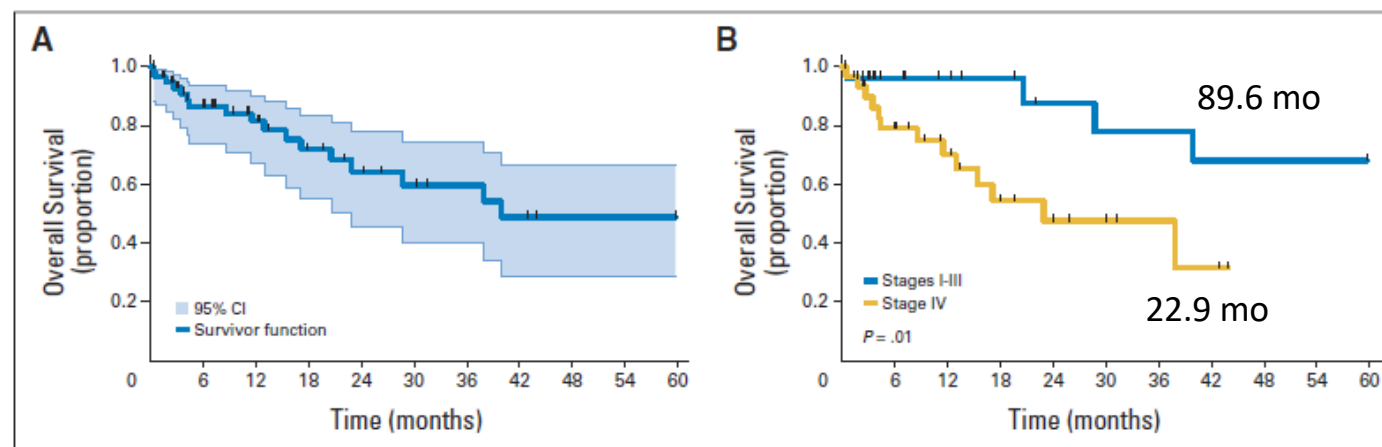 A
Overall Survival
(proportion)
1.0
0.8
0.6
0.4
0.2
0
6
12
18
24
30
36
42
48
54
60
95% CI
Survivor function
Time (months)
B
Overall Survival
(proportion)
1.0
0.8
0.6
0.4
0.2
0
6
12
18
24
30
36
42
48
54
60
89.6 mo
22.9 mo
Stages I-III
Stage IV
P = .01
Time (months)